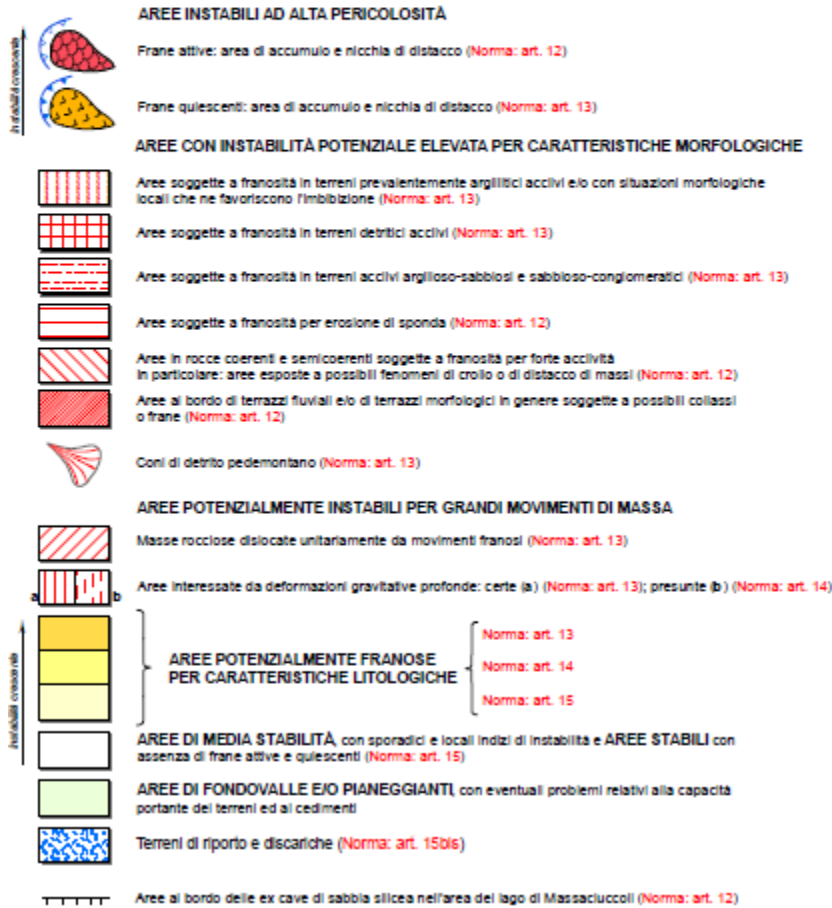 AREE INSTABILI AD ALTA PERICOLOSITÀ
Instabilità crescente
Frane attive: area di accumulo e nicchia di distacco (Norma: art. 12)
Frane quiescenti: area di accumulo e nicchia di distacco (Norma: art. 13)
AREE CON INSTABILITÀ POTENZIALE ELEVATA PER CARATTERISTICHE MORFOLOGICHE
Aree soggette a franosità in terreni prevalentemente argillitici acclivi e/o con situazioni morfologiche
locali che ne favoriscono l'imbibizione (Norma: art. 13)
Aree soggette a franosità in terreni detritici acclivi (Norma: art. 13)
Aree soggette a franosità in terreni acclivi argilloso-sabbiosi e sabbioso-conglomeratici (Norma: art. 13)
Aree soggette a franosità per erosione di sponda (Norma: art. 12)
Aree in rocce coerenti e semicoerenti soggette a franosità per forte acclività
In particolare: aree esposte a possibili fenomeni di crollo o di distacco di massi (Norma: art. 12)
Aree al bordo di terrazzi fluviali e/o di terrazzi morfologici in genere soggette a possibili collassi
o frane (Norma: art. 12)
Coni di detrito pedemontano (Norma: art. 13)
AREE POTENZIALMENTE INSTABILI PER GRANDI MOVIMENTI DI MASSA
Masse rocciose dislocate unitariamente da movimenti franosi (Norma: art. 13)
a b Aree interessate da deformazioni gravitative profonde: certe (a) (Norma: art. 13); presunte (b) (Norma: art. 14)
Instabilità crescente
AREE POTENZIALMENTE FRANOSE
PER CARATTERISTICHE LITOLOGICHE
Norma: art. 13
Norma: art. 14
Norma: art. 15
AREE DI MEDIA STABILITÀ, con sporadici e locali indizi di instabilità e AREE STABILI con
assenza di frane attive e quiescenti (Norma: art. 15)
AREE DI FONDOVALLE E/O PIANEGGIANTI, con eventuali problemi relativi alla capacità
portante dei terreni ed ai cedimenti
Terreni di riporto e discariche (Norma: art. 15bis)
Aree al bordo delle ex cave di sabbia silicea nell'area del lago di Massaciuccoli (Norma: art. 12)